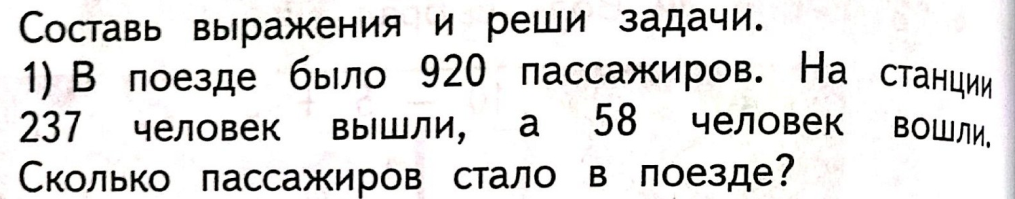 Составь выражения и реши задачи.
1) В поезде было 920 пассажиров. На станции
237 человек вышли, а 58 человек вошли.
Сколько пассажиров стало в поезде?